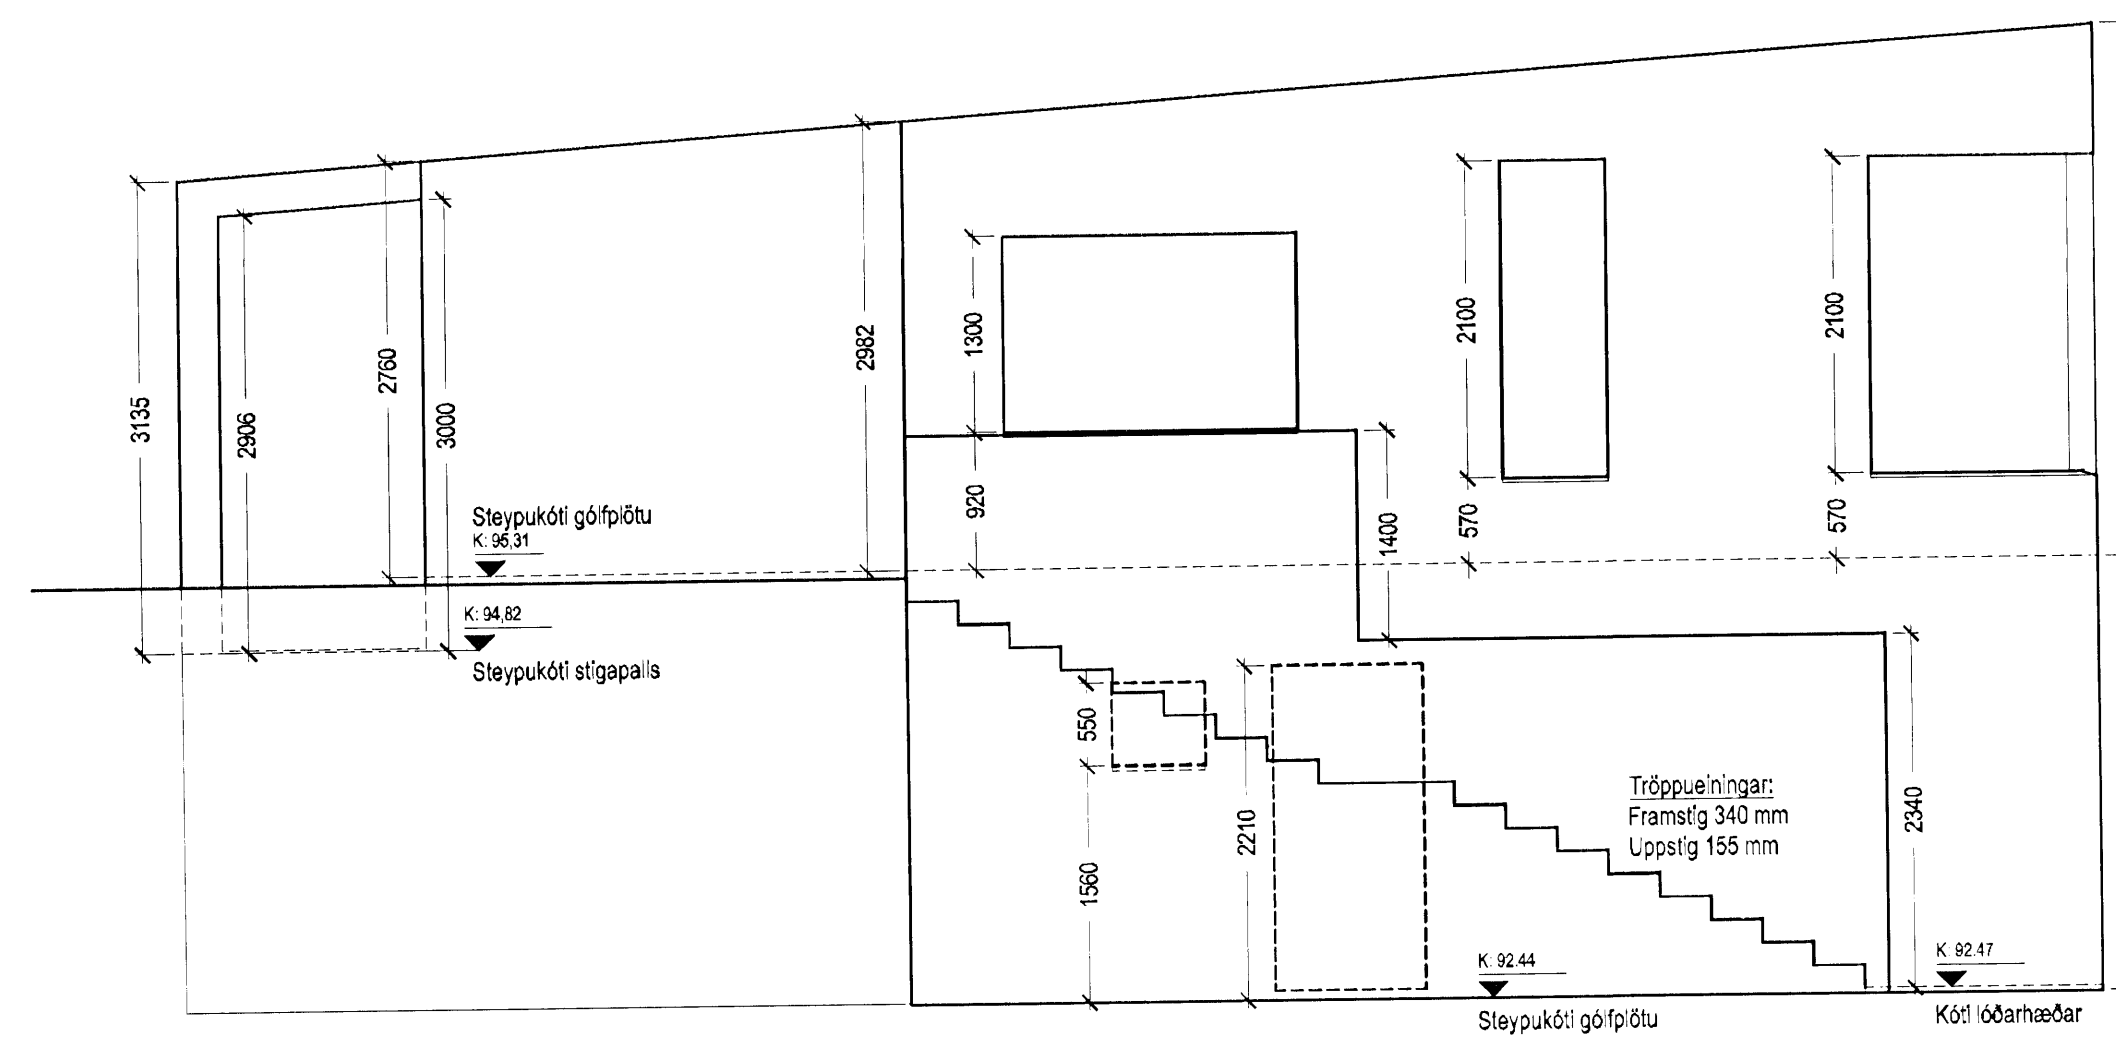 3135
2906
2760
3000
2982
1300
920
1400
2100
570
2100
570
Steypukóti gólfplötu
K: 95,31
K: 94,82
Steypukóti stigapalls
550
1560
2210
2340
Tröppueiningar:
Framstig 340 mm
Uppstig 155 mm
K: 92.44
Steypukóti gólfplötu
K: 92.47
Kóti lóðarhæðar